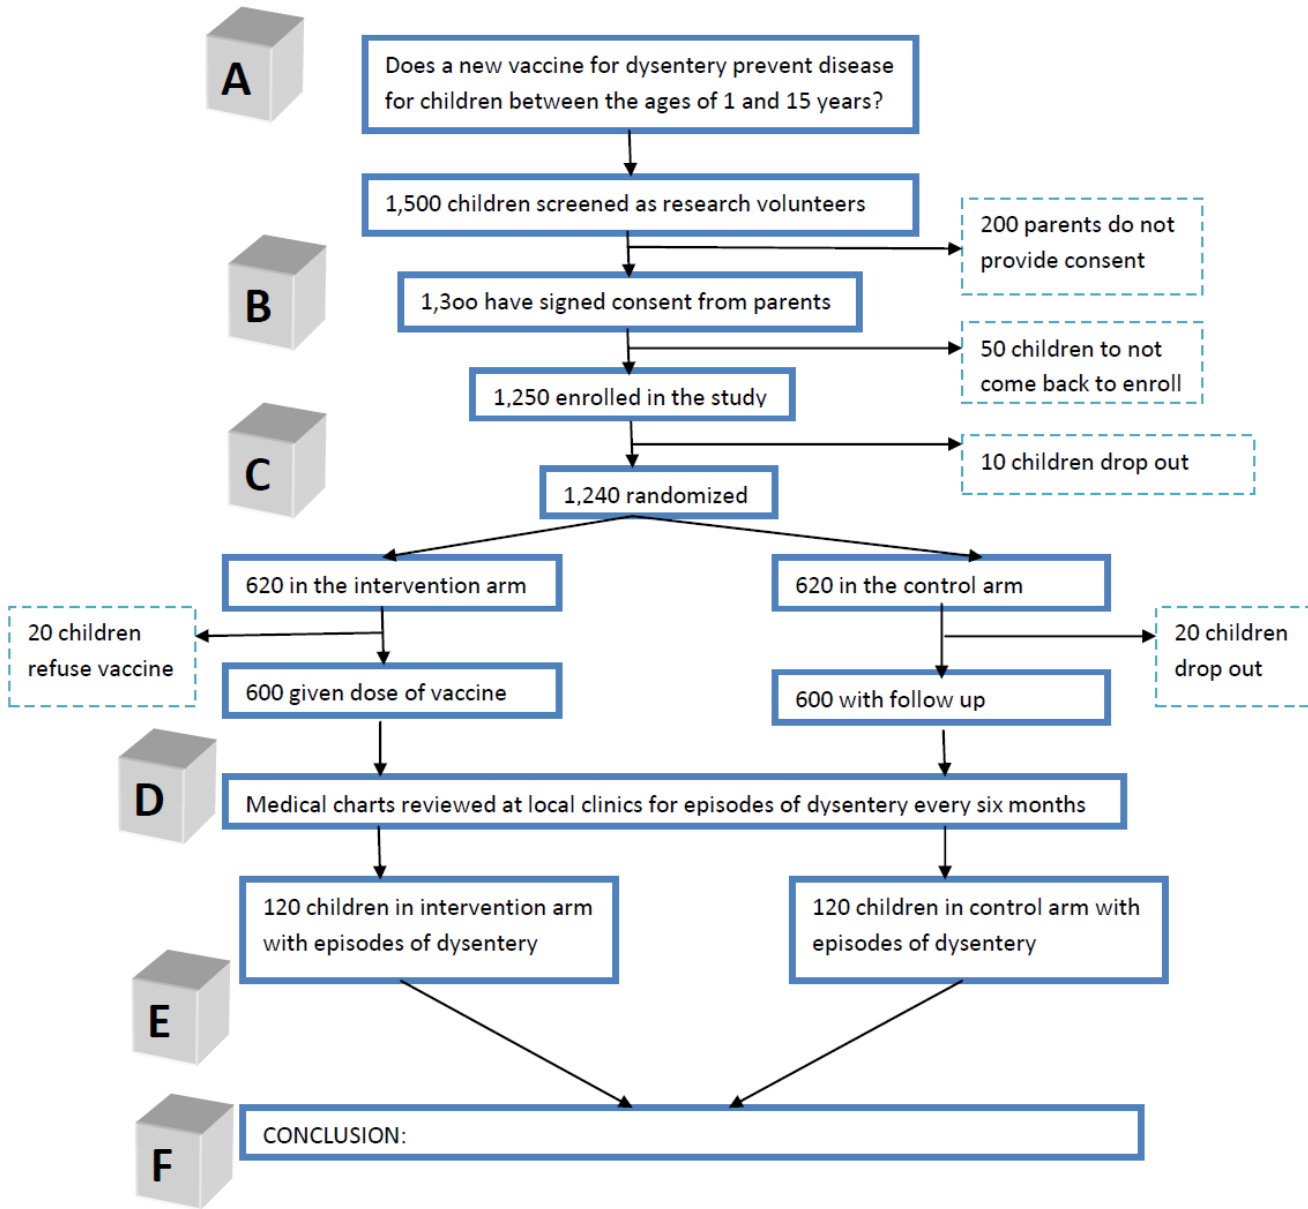 A
Does a new vaccine for dysentery prevent disease
for children between the ages of 1 and 15 years?
1,500 children screened as research volunteers
200 parents do not
provide consent
B
1,3oo have signed consent from parents
50 children to not
come back to enroll
1,250 enrolled in the study
C
10 children drop out
1,240 randomized
620 in the intervention arm
620 in the control arm
20 children
refuse vaccine
20 children
drop out
600 given dose of vaccine
600 with follow up
D
Medical charts reviewed at local clinics for episodes of dysentery every six months
120 children in intervention arm
with episodes of dysentery
120 children in control arm with
episodes of dysentery
E
F
CONCLUSION: